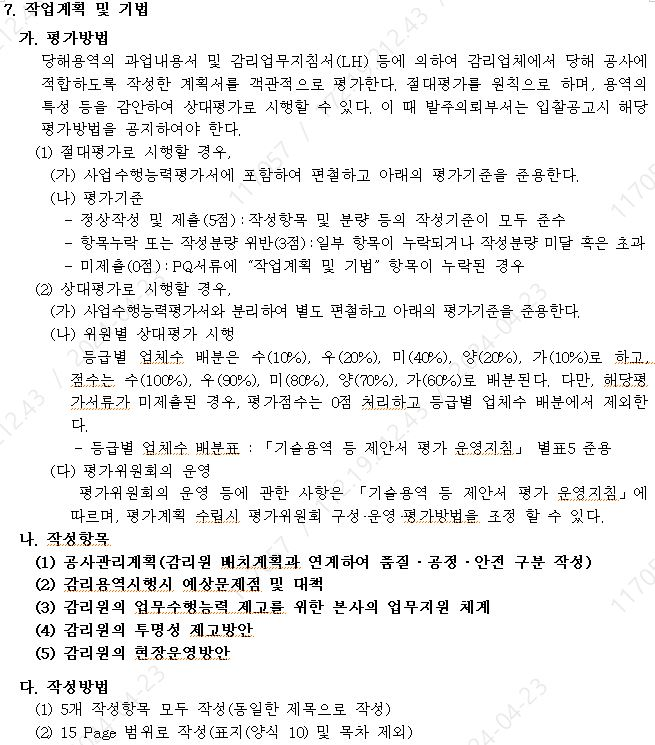 7. 작업계획 및 기법
가. 평가방법
당해용역의 과업내용서 및 감리업무지침서(LH) 등에 의하여 감리업체에서 당해 공사에
적합하도록 작성한 계획서를 객관적으로 평가한다. 절대평가를 원칙으로 하며, 용역의
특성 등을 감안하여 상대평가로 시행할 수 있다. 이 때 발주의뢰부서는 입찰공고시 해당
평가방법을 공지하여야 한다.
(1) 절대평가로 시행할 경우,
(가) 사업수행능력평가서에 포함하여 편철하고 아래의 평가기준을 준용한다.
(나) 평가기준
- 정상작성 및 제출(5점):작성항목 및 분량 등의 작성기준이 모두 준수
- 항목누락 또는 작성분량 위반(3점):일부 항목이 누락되거나 작성분량 미달 혹은 초과
- 미제출(0점):PQ서류에 “작업계획 및 기법” 항목이 누락된 경우
(2) 상대평가로 시행할 경우,
(가) 사업수행능력평가서와 분리하여 별도 편철하고 아래의 평가기준을 준용한다.
(나) 위원별 상대평가 시행
등급별 업체수 배분은 수(10%), 우(20%), 미(40%), 양(20%), 가(10%)로 하고,
점수는 수(100%), 우(90%), 미(80%), 양(70%), 가(60%)로 배분된다. 다만, 해당평
가서류가 미제출된 경우, 평가점수는 0점 처리하고 등급별 업체수 배분에서 제외한
다.
- 등급별 업체수 배분표 : 「기술용역 등 제안서 평가 운영지침」 별표5 준용
(다) 평가위원회의 운영
평가위원회의 운영 등에 관한 사항은 「기술용역 등 제안서 평가 운영지침」에
따르며, 평가계획 수립시 평가위원회 구성·운영·평가방법을 조정 할 수 있다.
나. 작성항목
(1) 공사관리계획(감리원 배치계획과 연계하여 품질·공정·안전 구분 작성)
(2) 감리용역시행시 예상문제점 및 대책
(3) 감리원의 업무수행능력 제고를 위한 본사의 업무지원 체계
(4) 감리원의 투명성 제고방안
(5) 감리원의 현장운영방안
다. 작성방법
(1) 5개 작성항목 모두 작성(동일한 제목으로 작성)
(2) 15 Page 범위로 작성(표지(양식 10) 및 목차 제외)